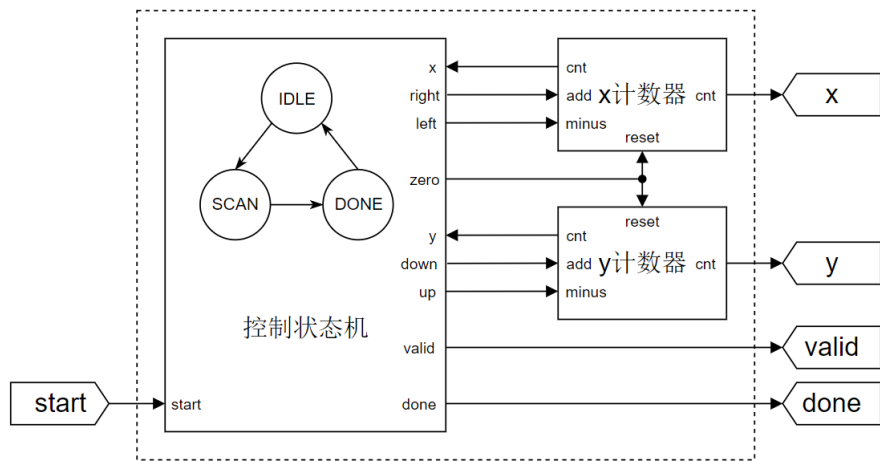 IDLE
SCAN
DONE
控制状态机
start
start
x
right
left
zero
y
down
up
valid
done
cnt
add
minus
x计数器
cnt
reset
reset
cnt
add
minus
y计数器
cnt
x
y
valid
done